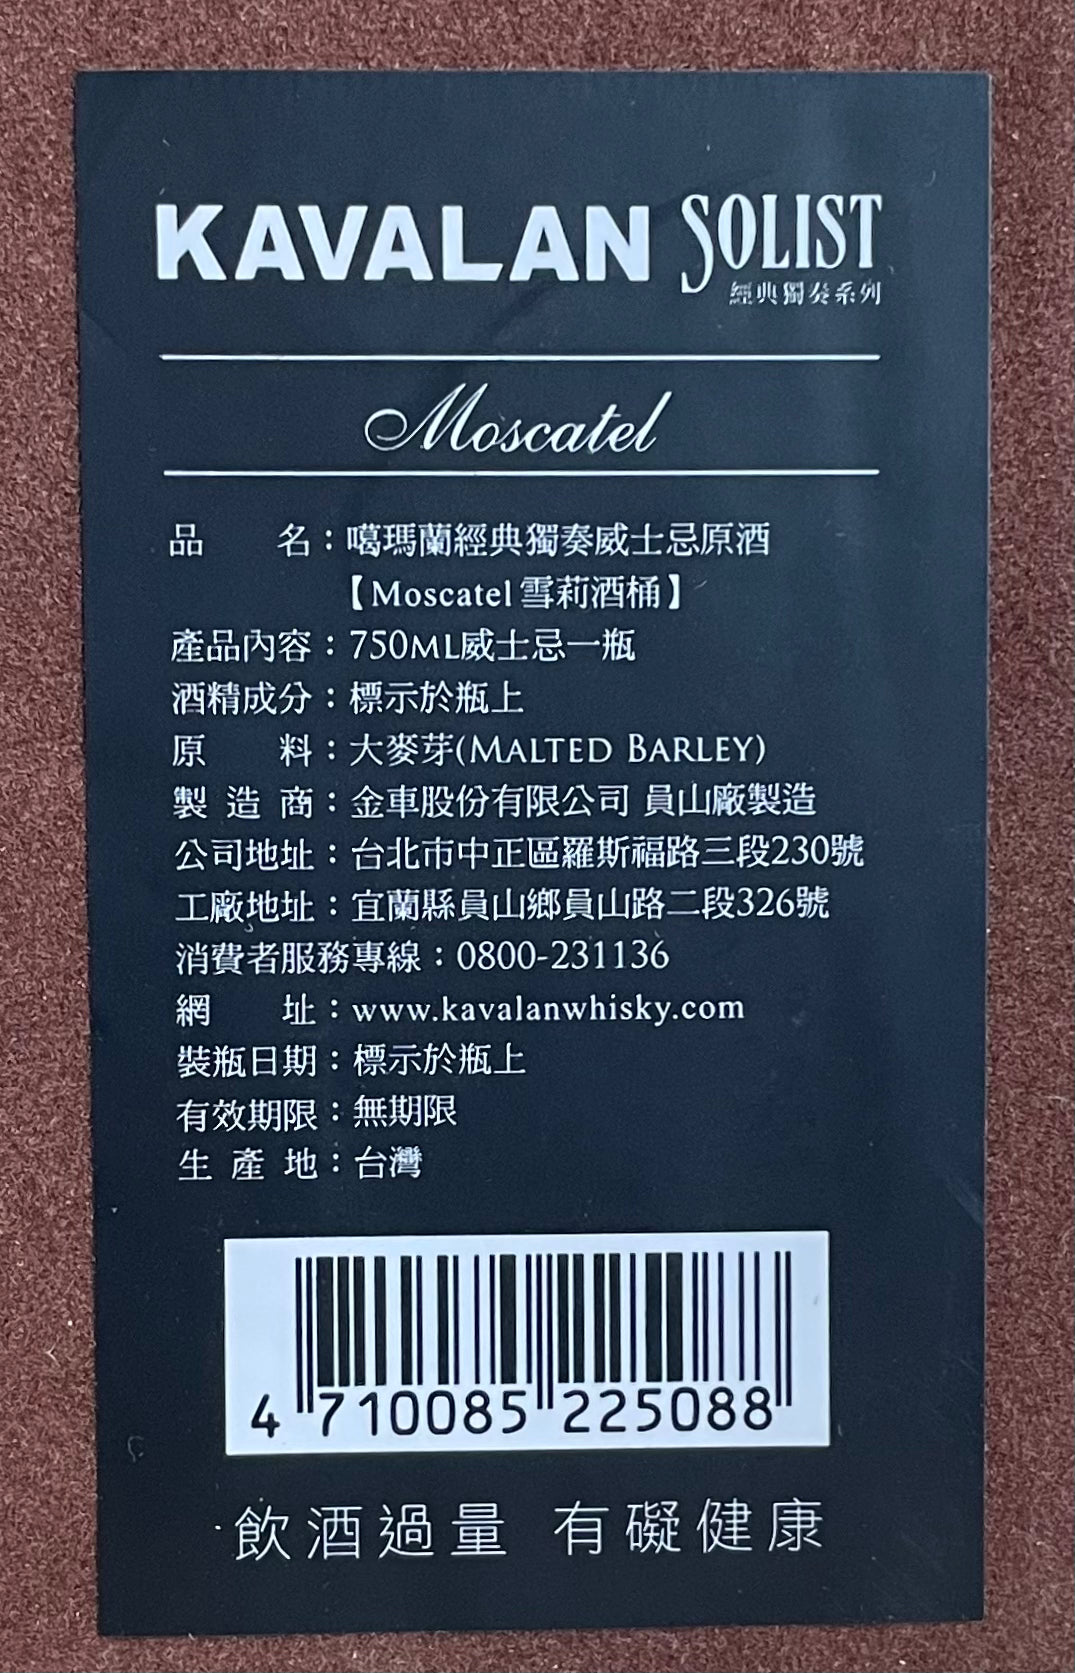 KAVALAN SOLIST
經典獨奏系列
Moscatel
品名：噶瑪蘭經典獨奏威士忌原酒
【Moscatel雪莉酒桶】
產品內容：750ML威士忌一瓶
酒精成分：標示於瓶上
原料：大麥芽(MALTED BARLEY)
製造商：金車股份有限公司 員山廠製造
公司地址：台北市中正區羅斯福路三段230號
工廠地址：宜蘭縣員山鄉員山路二段326號
消費者服務專線：0800-231136
網址：www.kavalanwhisky.com
裝瓶日期：標示於瓶上
有效期限：無期限
生產地：台灣
4 710085 225088
飲酒過量 有礙健康